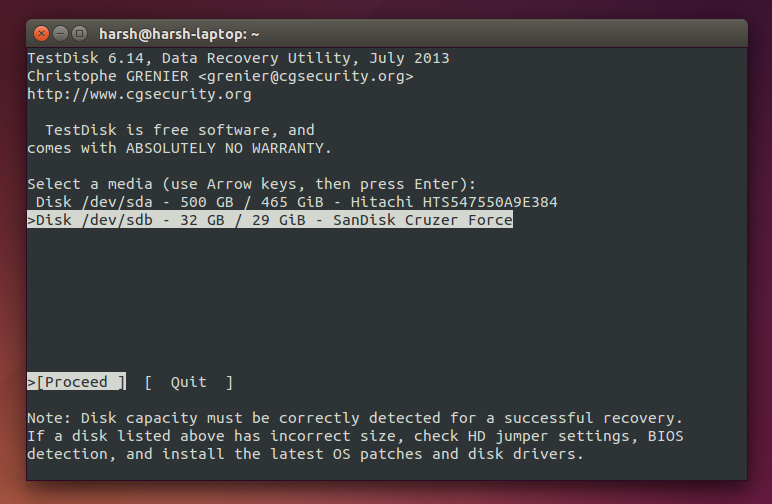 harsh@harsh-laptop: ~
TestDisk 6.14, Data Recovery Utility, July 2013
Christophe GRENIER <grenier@cgsecurity.org>
http://www.cgsecurity.org
TestDisk is free software, and
comes with ABSOLUTELY NO WARRANTY.
Select a media (use Arrow keys, then press Enter):
Disk /dev/sda - 500 GB / 465 GiB - Hitachi HTS547550A9E384
>Disk /dev/sdb - 32 GB / 29 GiB - SanDisk Cruzer Force
>[Proceed ]  [  Quit  ]
Note: Disk capacity must be correctly detected for a successful recovery.
If a disk listed above has incorrect size, check HD jumper settings, BIOS
detection, and install the latest OS patches and disk drivers.